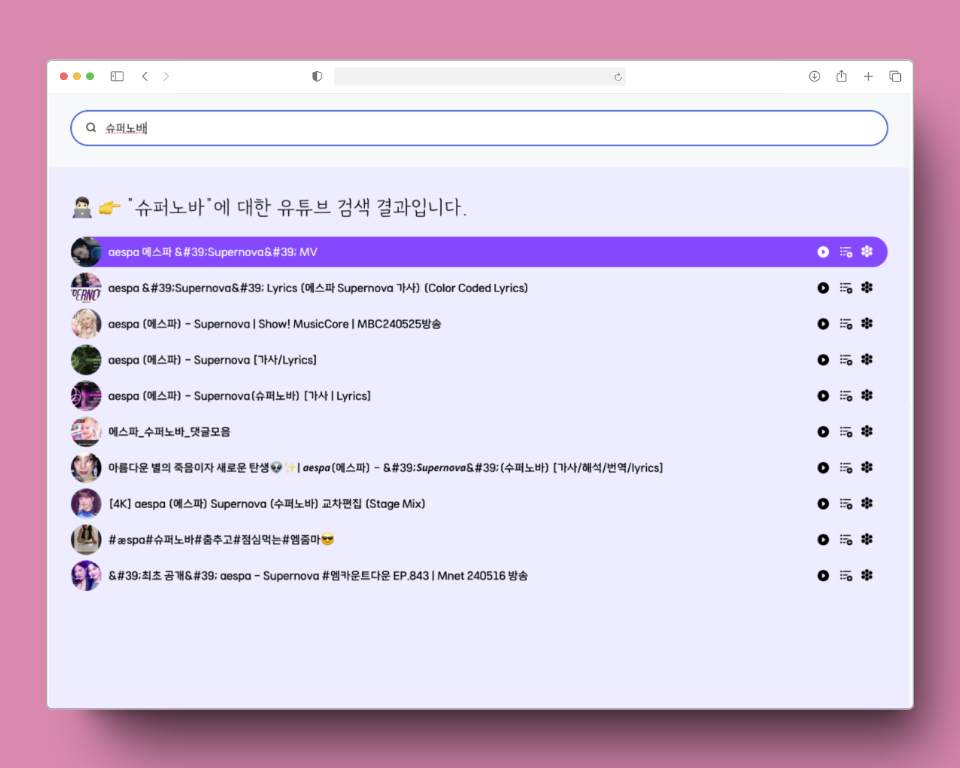 슈퍼노배
🧑🏻‍💻 👉 "슈퍼노바"에 대한 유튜브 검색 결과입니다.
aespa 에스파 &#39;Supernova&#39; MV
aespa &#39;Supernova&#39; Lyrics (에스파 Supernova 가사) (Color Coded Lyrics)
aespa (에스파) - Supernova | Show! MusicCore | MBC240525방송
aespa (에스파) – Supernova [가사/Lyrics]
aespa (에스파) - Supernova(슈퍼노바) [가사 | Lyrics]
에스파_수퍼노바_댓글모음
아름다운 별의 죽음이자 새로운 탄생👽✨| aespa(에스파) - &#39;Supernova&#39;(수퍼노바) [가사/해석/번역/lyrics]
[4K] aespa (에스파) Supernova (수퍼노바) 교차편집 (Stage Mix)
#æspa#슈퍼노바#춤추고#점심먹는#엠줌마😎
&#39;최초 공개&#39; aespa - Supernova #엠카운트다운 EP.843 | Mnet 240516 방송